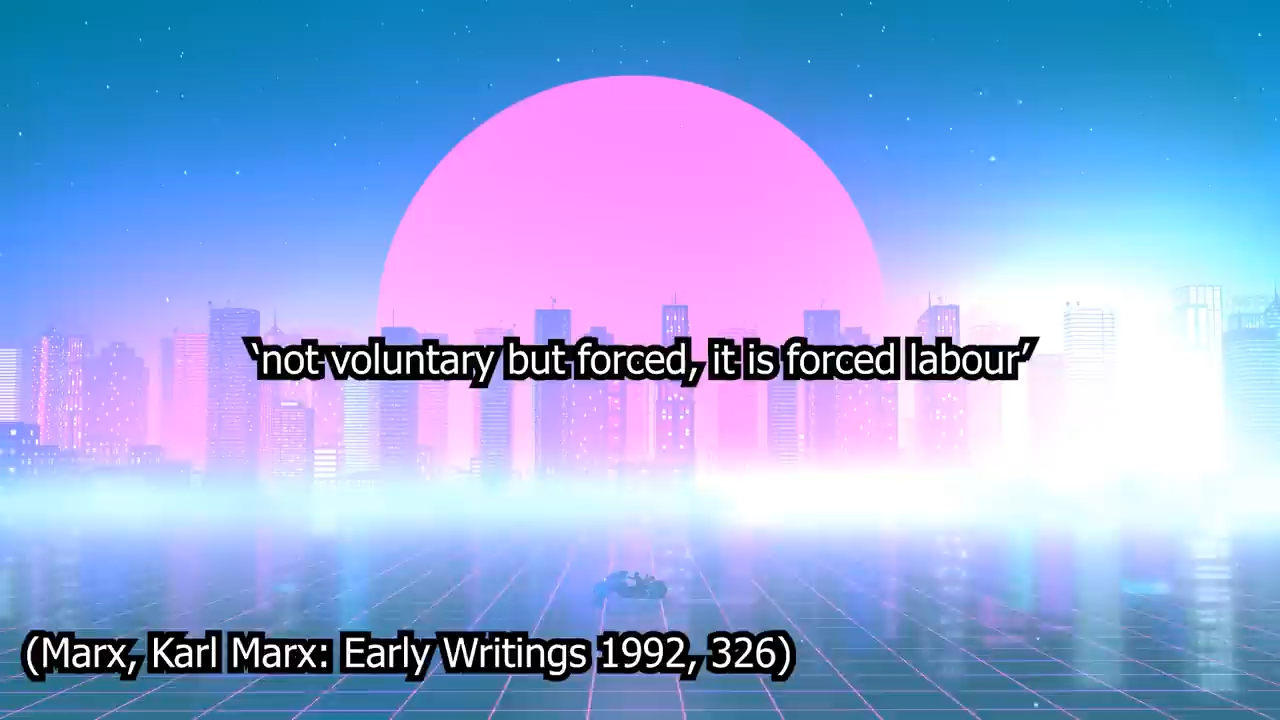 ‘not voluntary but forced, it is forced labour’
(Marx, Karl Marx: Early Writings 1992, 326)